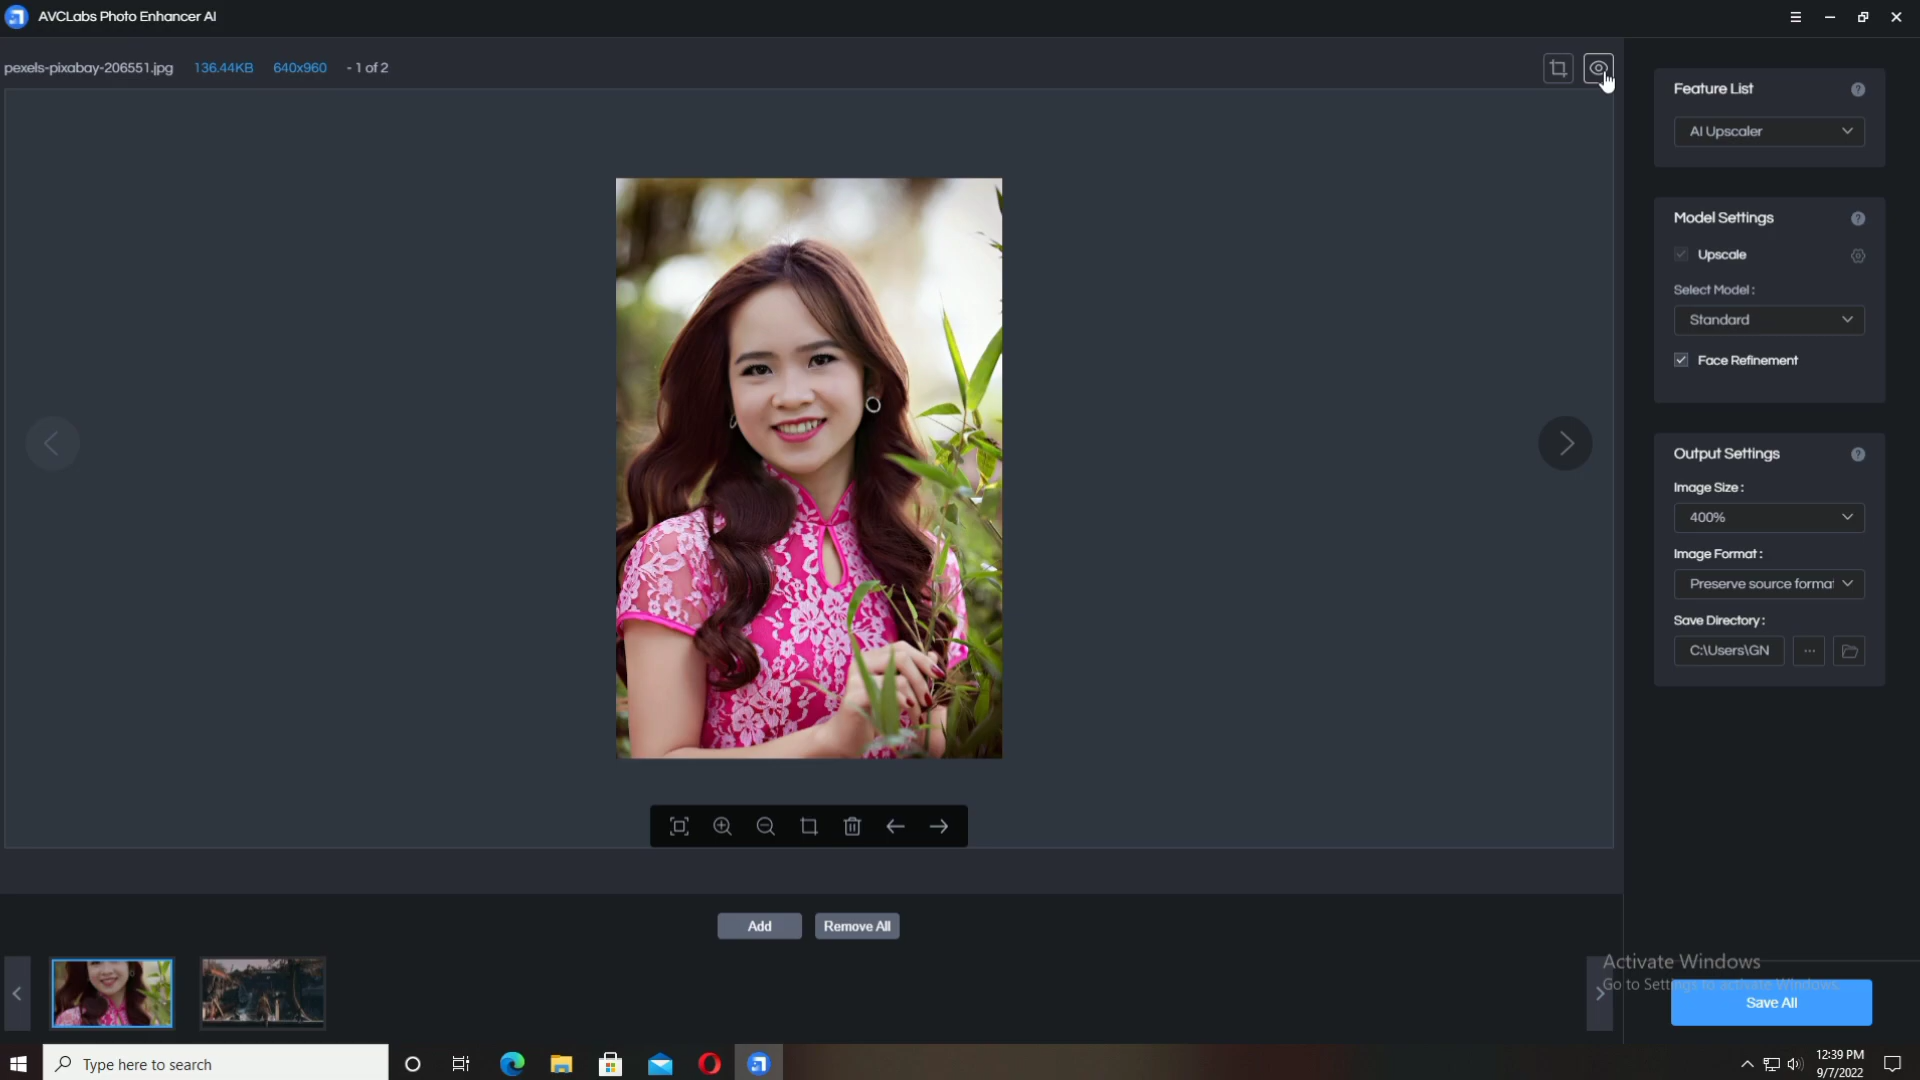 AVCLabs Photo Enhancer AI
pexels-pixabay-206551.jpg 136.44KB 640x960 - 1 of 2
Feature List ?
AI Upscaler
Model Settings ?
Upscale
Select Model :
Standard
Face Refinement
Output Settings ?
Image Size :
400%
Image Format :
Preserve source format
Save Directory :
C:\Users\GN ...
Add Remove All
Activate Windows
Go to Settings to activate Windows.
Save All
Type here to search
12:39 PM
9/7/2022